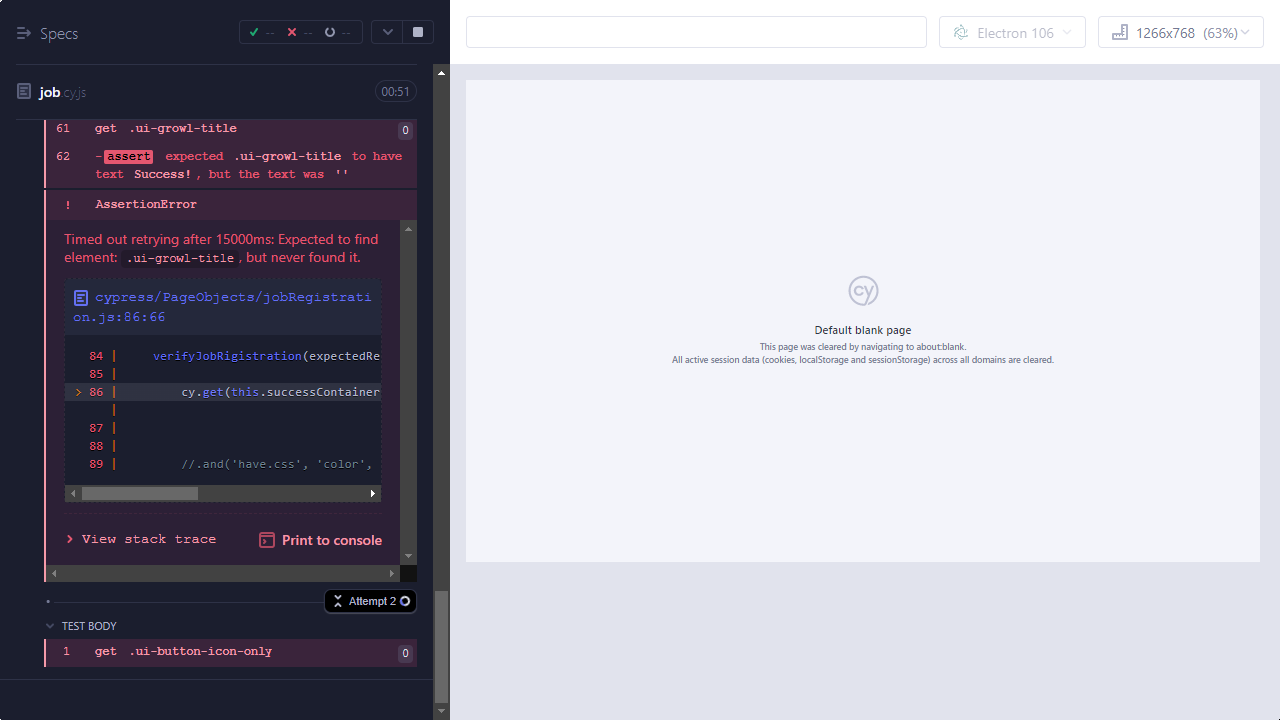 Specs
-- -- --
job.cy.js
00:51
61 get .ui-growl-title 0
62 -assert expected .ui-growl-title to have
text Success!, but the text was ''
! AssertionError
Timed out retrying after 15000ms: Expected to find
element: .ui-growl-title, but never found it.
cypress/PageObjects/jobRegistrati
on.js:86:66
84 | verifyJobRigistration(expectedRe
85 |
> 86 | cy.get(this.successContainer
|
87 |
88 |
89 | //.and('have.css', 'color',
> View stack trace
Print to console
Attempt 2
TEST BODY
1 get .ui-button-icon-only 0
Electron 106
1266x768 (63%)
cy
Default blank page
This page was cleared by navigating to about:blank.
All active session data (cookies, localStorage and sessionStorage) across all domains are cleared.